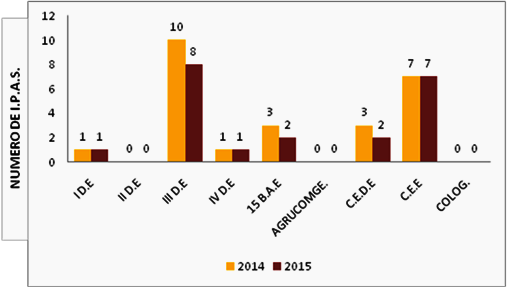 NUMERO DE I.P.A.S.
12
10
8
6
4
2
0
1 1
0 0
10 8
1 1
3 2
0 0
3 2
7 7
0 0
I D.E
II D.E
III D.E
IV D.E
15 B.A.E
AGRUCOMGE.
C.E.D.E
C.E.E
COLOG.
2014 2015